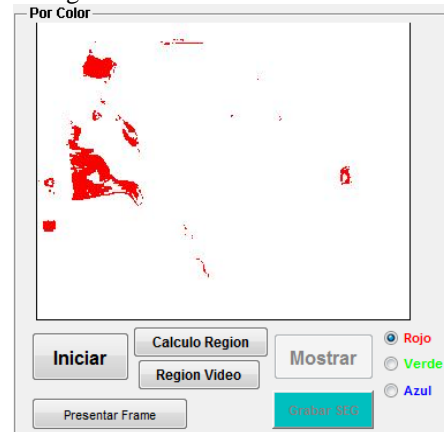 Por Color
Iniciar
Calculo Region
Region Video
Mostrar
Rojo
Verde
Azul
Presentar Frame
Grabar SEG